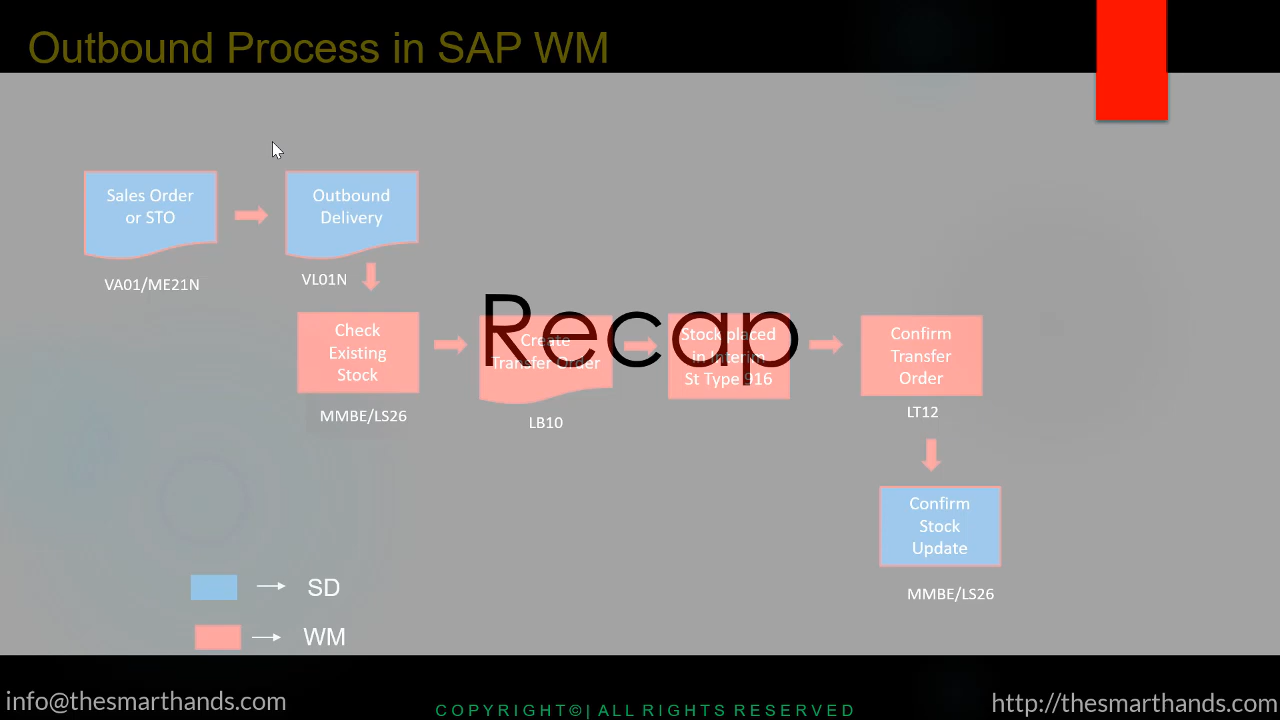 Outbound Process in SAP WM
Sales Order
or STO
VA01/ME21N
Outbound
Delivery
VL01N
Check
Existing
Stock
MMBE/LS26
Create
Transfer Order
LB10
Recap
Stock placed
in Interim
St Type 916
Confirm
Transfer
Order
LT12
Confirm
Stock
Update
MMBE/LS26
SD
WM
info@thesmarthands.com
COPYRIGHT©| ALL RIGHTS RESERVED
http://thesmarthands.com